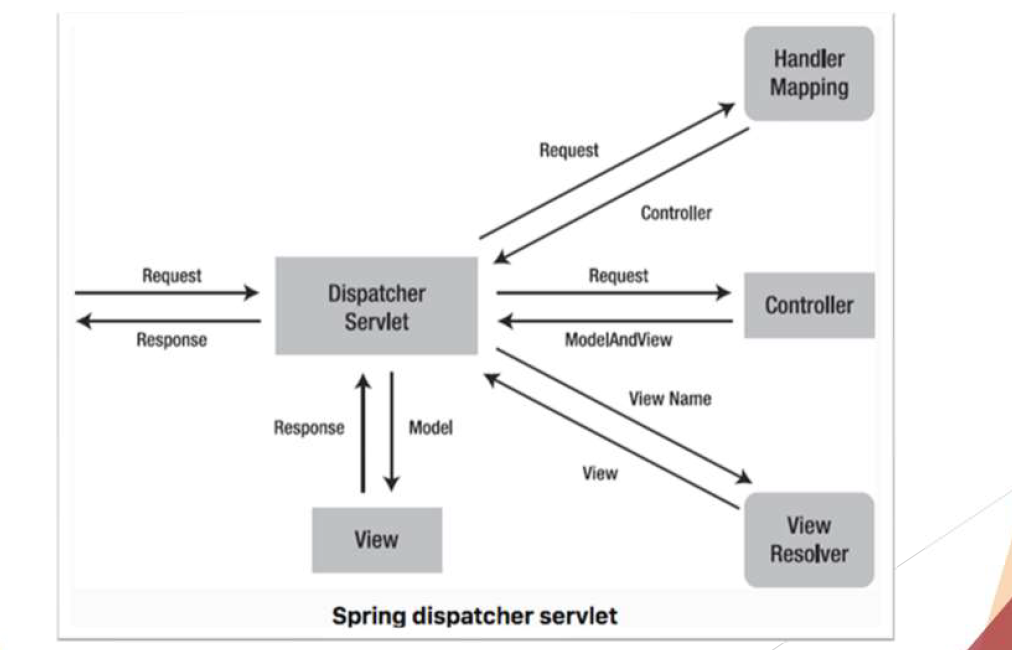 Handler
Mapping
Request
Controller
Request
Response
Dispatcher
Servlet
Request
ModelAndView
Controller
View Name
View
Response
Model
View
View
Resolver
Spring dispatcher servlet